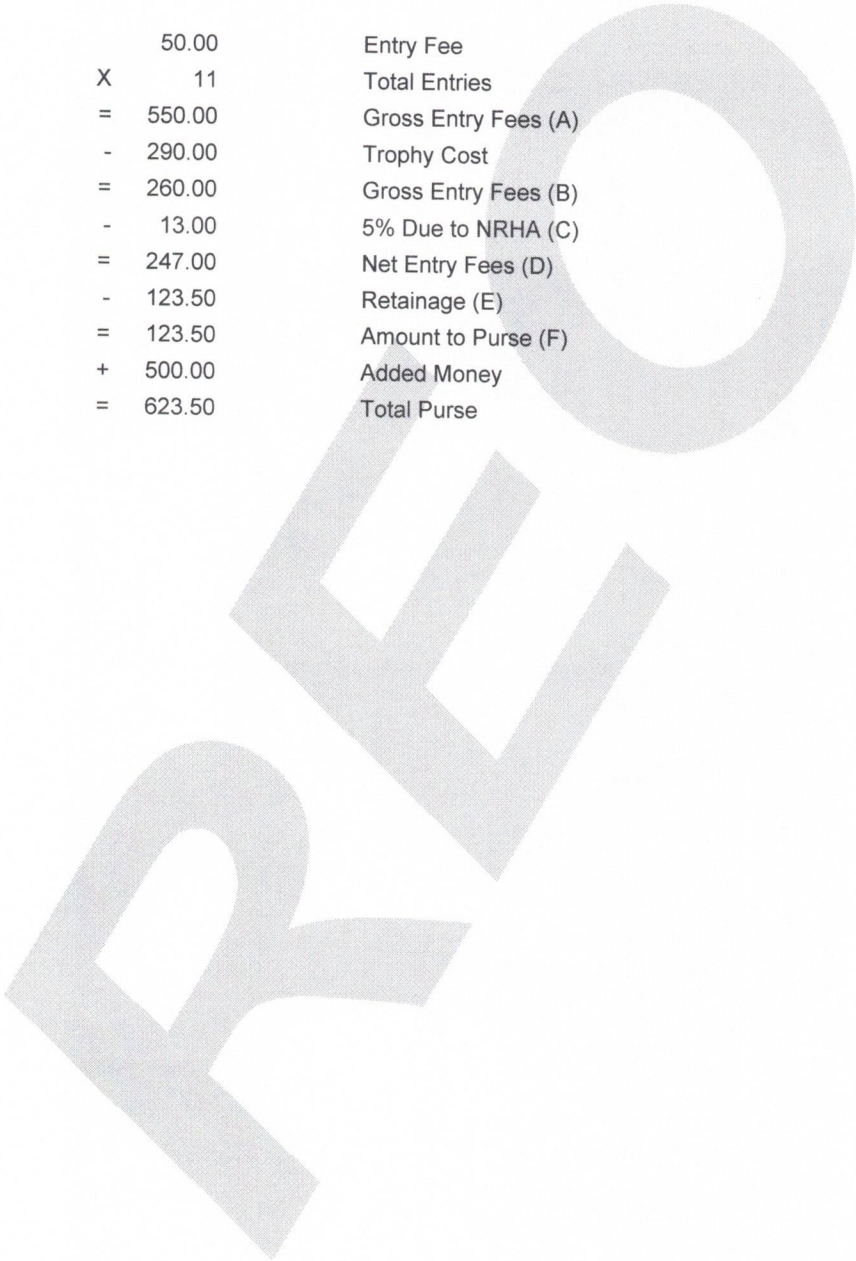 50.00 Entry Fee
X 11 Total Entries
= 550.00 Gross Entry Fees (A)
- 290.00 Trophy Cost
= 260.00 Gross Entry Fees (B)
- 13.00 5% Due to NRHA (C)
= 247.00 Net Entry Fees (D)
- 123.50 Retainage (E)
= 123.50 Amount to Purse (F)
+ 500.00 Added Money
= 623.50 Total Purse
REO